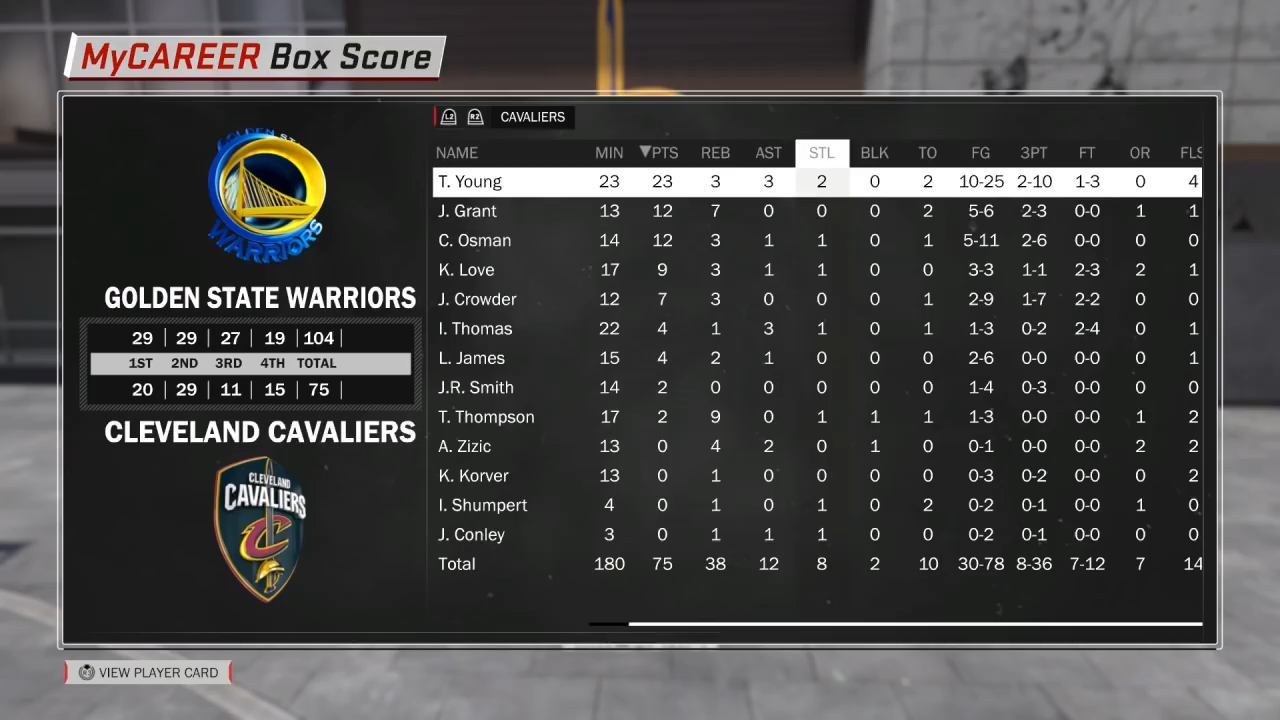 MyCAREER Box Score
L2 R2 CAVALIERS
NAME MIN ▼PTS REB AST STL BLK TO FG 3PT FT OR FLS
T. Young 23 23 3 3 2 0 2 10-25 2-10 1-3 0 4
J. Grant 13 12 7 0 0 0 2 5-6 2-3 0-0 1 1
C. Osman 14 12 3 1 1 0 1 5-11 2-6 0-0 0 0
K. Love 17 9 3 1 1 0 0 3-3 1-1 2-3 2 1
J. Crowder 12 7 3 0 0 0 1 2-9 1-7 2-2 0 0
I. Thomas 22 4 1 3 1 0 1 1-3 0-2 2-4 0 1
L. James 15 4 2 1 0 0 0 2-6 0-0 0-0 0 1
J.R. Smith 14 2 0 0 0 0 0 1-4 0-3 0-0 0 0
T. Thompson 17 2 9 0 1 1 1 1-3 0-0 0-0 1 2
A. Zizic 13 0 4 2 0 1 0 0-1 0-0 0-0 2 2
K. Korver 13 0 1 0 0 0 0 0-3 0-2 0-0 0 2
I. Shumpert 4 0 1 0 1 0 2 0-2 0-1 0-0 1 0
J. Conley 3 0 1 1 1 0 0 0-2 0-1 0-0 0 0
Total 180 75 38 12 8 2 10 30-78 8-36 7-12 7 14
GOLDEN STATE
WARRIORS
GOLDEN STATE WARRIORS
29 29 27 19 104
1ST 2ND 3RD 4TH TOTAL
20 29 11 15 75
CLEVELAND CAVALIERS
CLEVELAND
CAVALIERS
C
VIEW PLAYER CARD